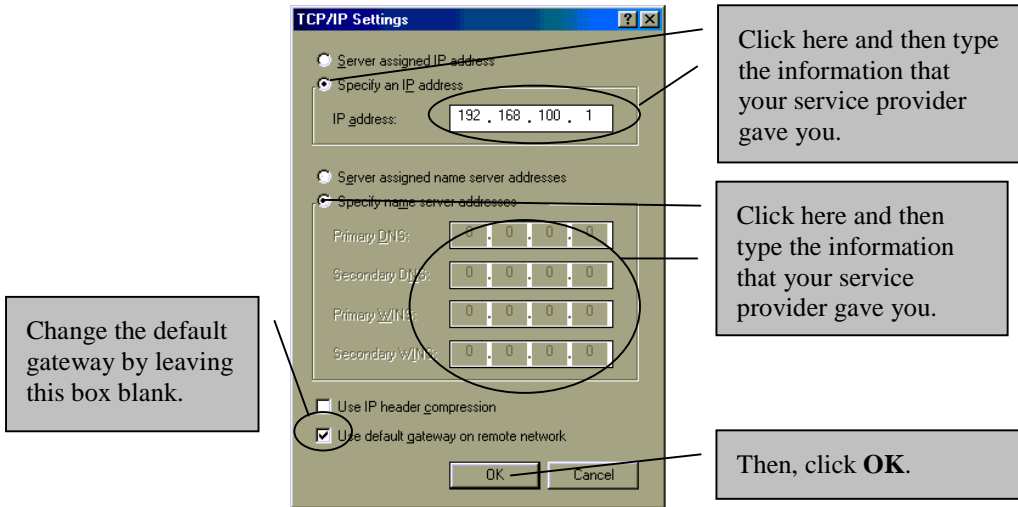 TCP/IP Settings
Server assigned IP address
Specify an IP address
IP address: 192 . 168 . 100 . 1
Server assigned name server addresses
Specify name server addresses
Primary DNS: 0 . 0 . 0 . 0
Secondary DNS: 0 . 0 . 0 . 0
Primary WINS: 0 . 0 . 0 . 0
Secondary WINS: 0 . 0 . 0 . 0
Use IP header compression
Use default gateway on remote network
OK Cancel
Click here and then type
the information that
your service provider
gave you.
Click here and then
type the information
that your service
provider gave you.
Change the default
gateway by leaving
this box blank.
Then, click OK.